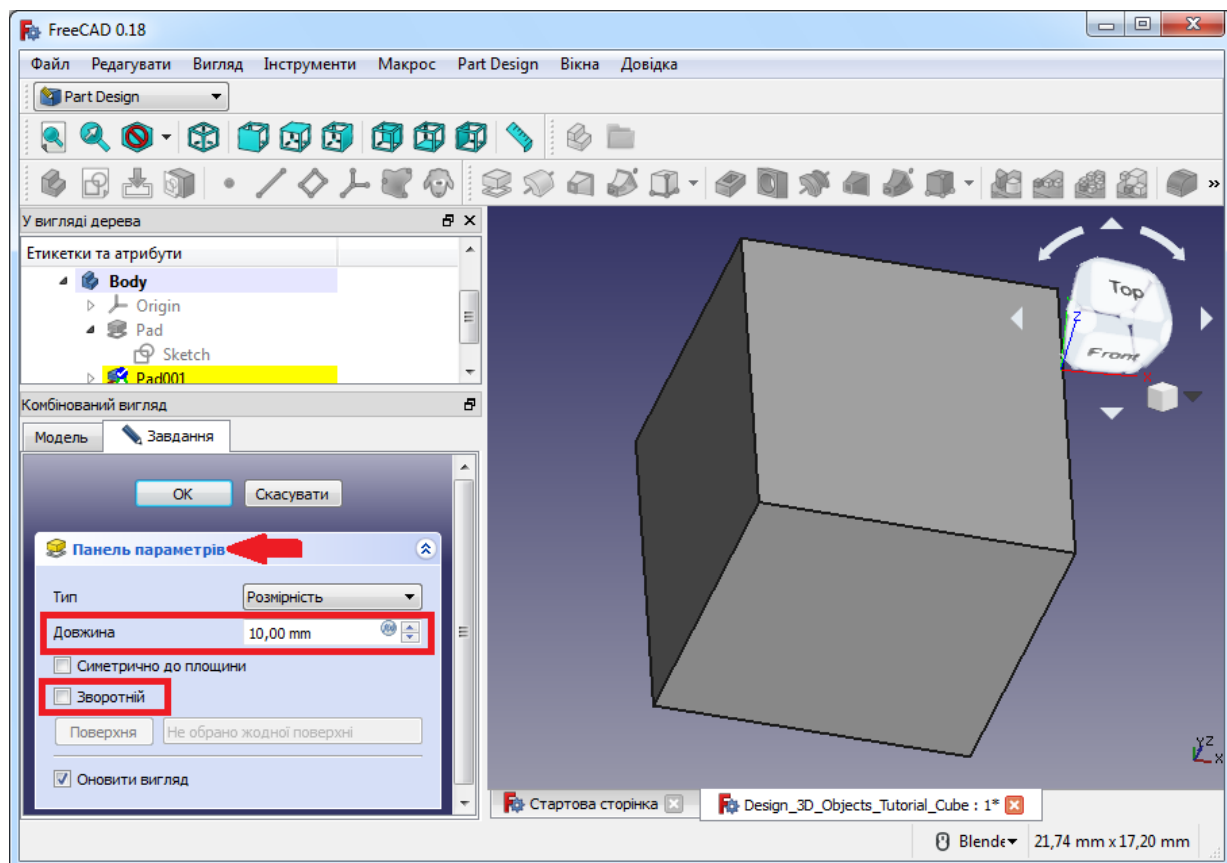 FreeCAD 0.18
Файл Редагувати Вигляд Інструменти Макрос Part Design Вікна Довідка
Part Design
У вигляді дерева
Етикетки та атрибути
Body
Origin
Pad
Sketch
Pad001
Комбінований вигляд
Модель Завдання
OK Скасувати
Панель параметрів
Тип Розмірність
Довжина 10,00 mm
Симетрично до площини
Зворотній
Поверхня Не обрано жодної поверхні
Оновити вигляд
Top
Front
Z
X
Y Z
X
Стартова сторінка Design_3D_Objects_Tutorial_Cube : 1*
Blende 21,74 mm x 17,20 mm